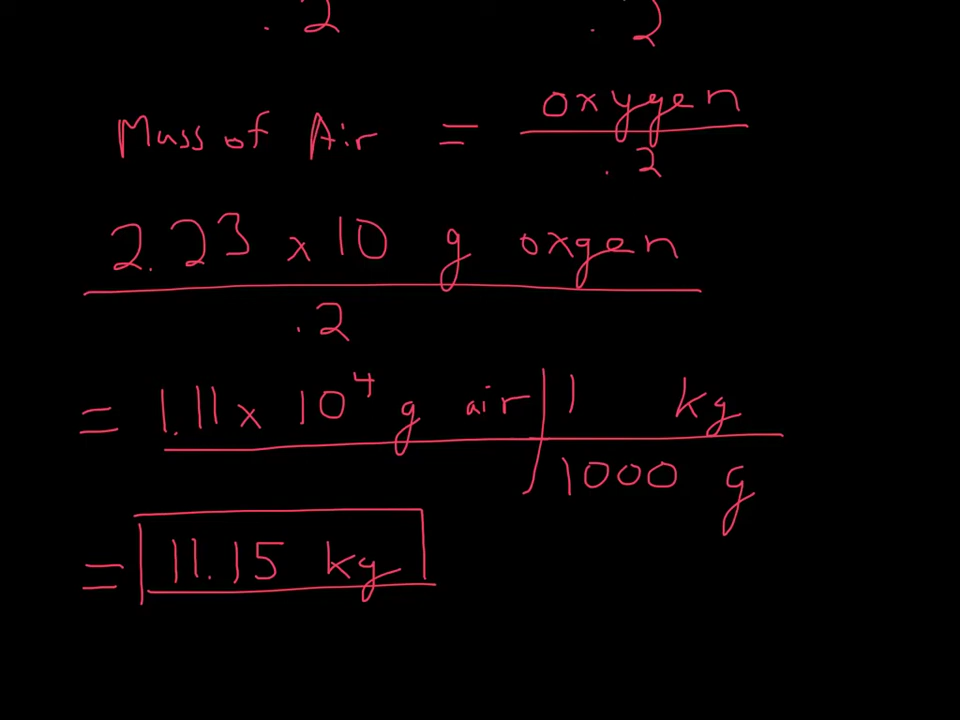 .2 .2
Mass of Air = oxygen
.2
2.23 x 10 g oxgen
.2
= 1.11 x 10⁴ g air | 1 kg
1000 g
= 11.15 kg